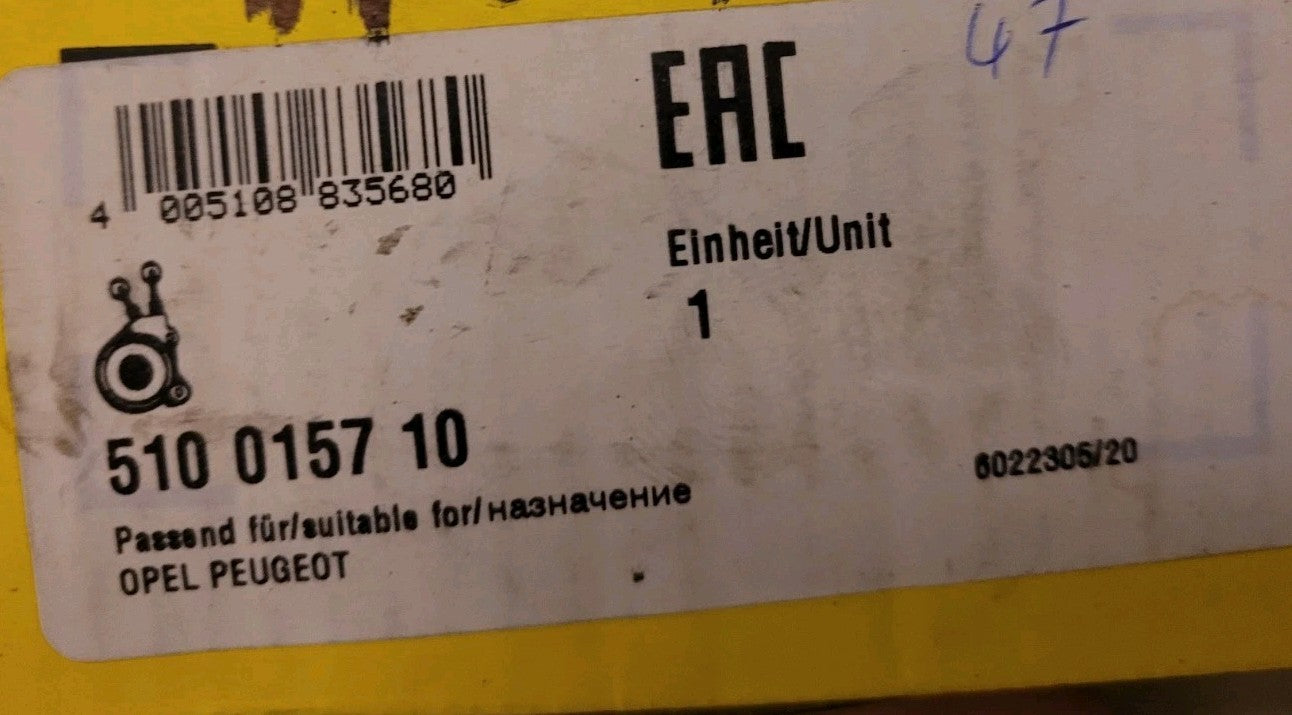 47
EAC
4 005108 835680
Einheit/Unit
1
510 0157 10
6022305/20
Passend für/suitable for/назначение
OPEL PEUGEOT